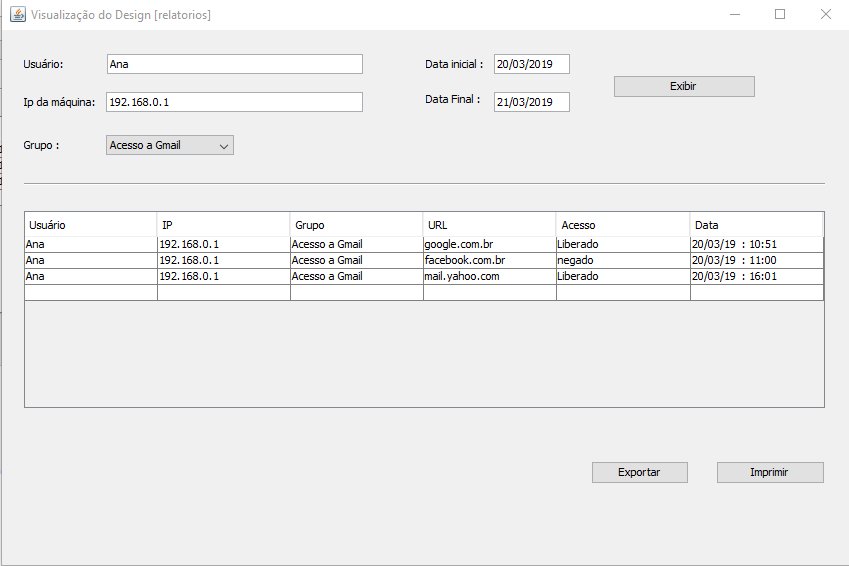 Visualização do Design [relatorios]
Usuário: Ana Data inicial : 20/03/2019
Exibir
Ip da máquina: 192.168.0.1 Data Final : 21/03/2019
Grupo : Acesso a Gmail
Usuário IP Grupo URL Acesso Data
Ana 192.168.0.1 Acesso a Gmail google.com.br Liberado 20/03/19 : 10:51
Ana 192.168.0.1 Acesso a Gmail facebook.com.br negado 20/03/19 : 11:00
Ana 192.168.0.1 Acesso a Gmail mail.yahoo.com Liberado 20/03/19 : 16:01
Exportar Imprimir